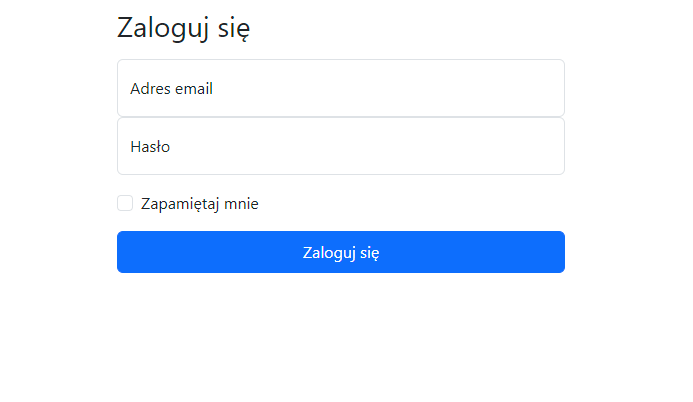 Zaloguj się
Adres email
Hasło
Zapamiętaj mnie
Zaloguj się